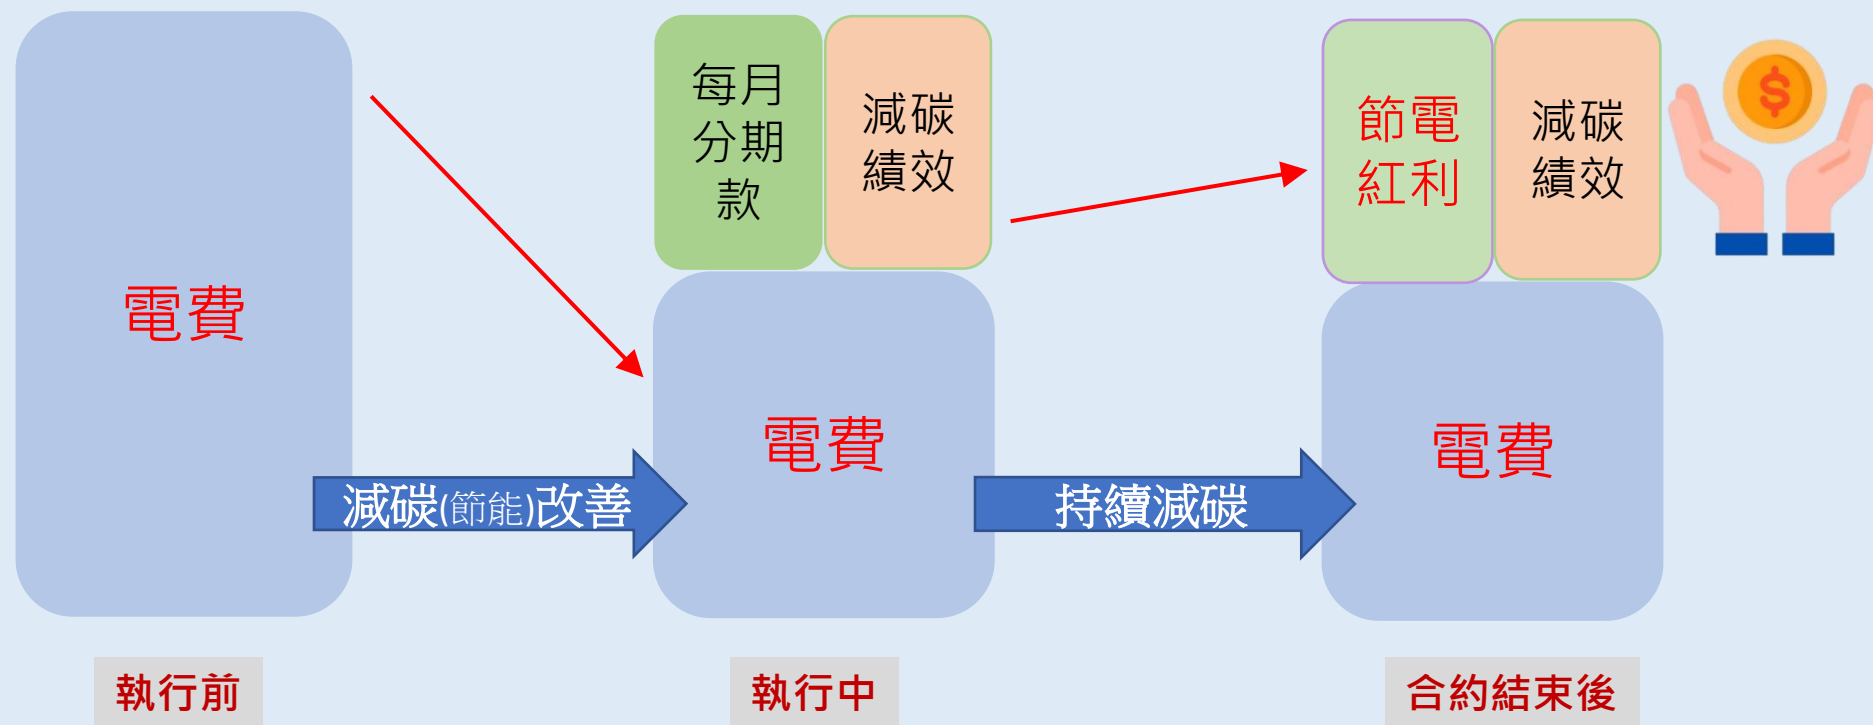 電費
每月
分期
款
減碳
績效
電費
節電
紅利
減碳
績效
電費
減碳(節能)改善
持續減碳
執行前
執行中
合約結束後
$